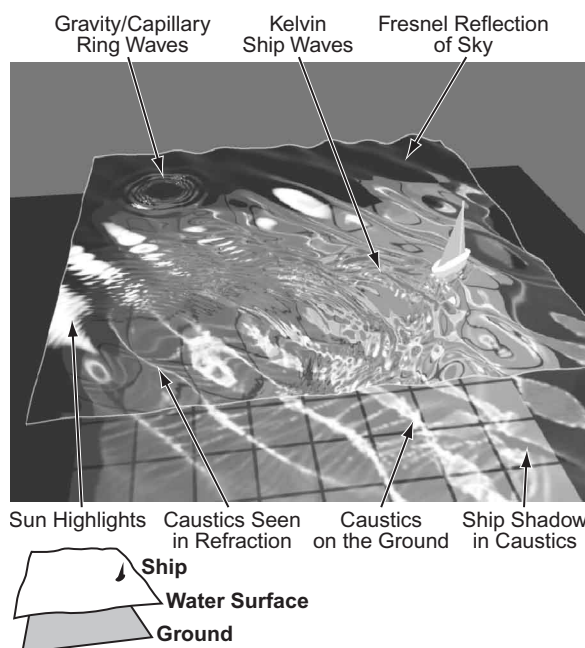 Gravity/Capillary
Ring Waves
Kelvin
Ship Waves
Fresnel Reflection
of Sky
Sun Highlights
Caustics Seen
in Refraction
Caustics
on the Ground
Ship Shadow
in Caustics
Ship
Water Surface
Ground